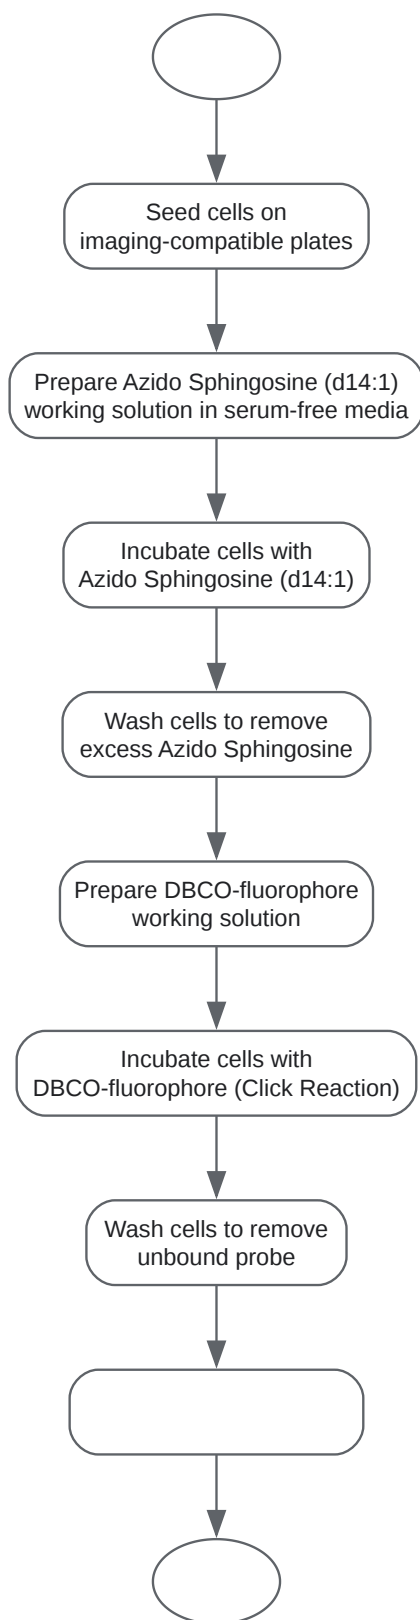 Seed cells on
imaging-compatible plates
Prepare Azido Sphingosine (d14:1)
working solution in serum-free media
Incubate cells with
Azido Sphingosine (d14:1)
Wash cells to remove
excess Azido Sphingosine
Prepare DBCO-fluorophore
working solution
Incubate cells with
DBCO-fluorophore (Click Reaction)
Wash cells to remove
unbound probe